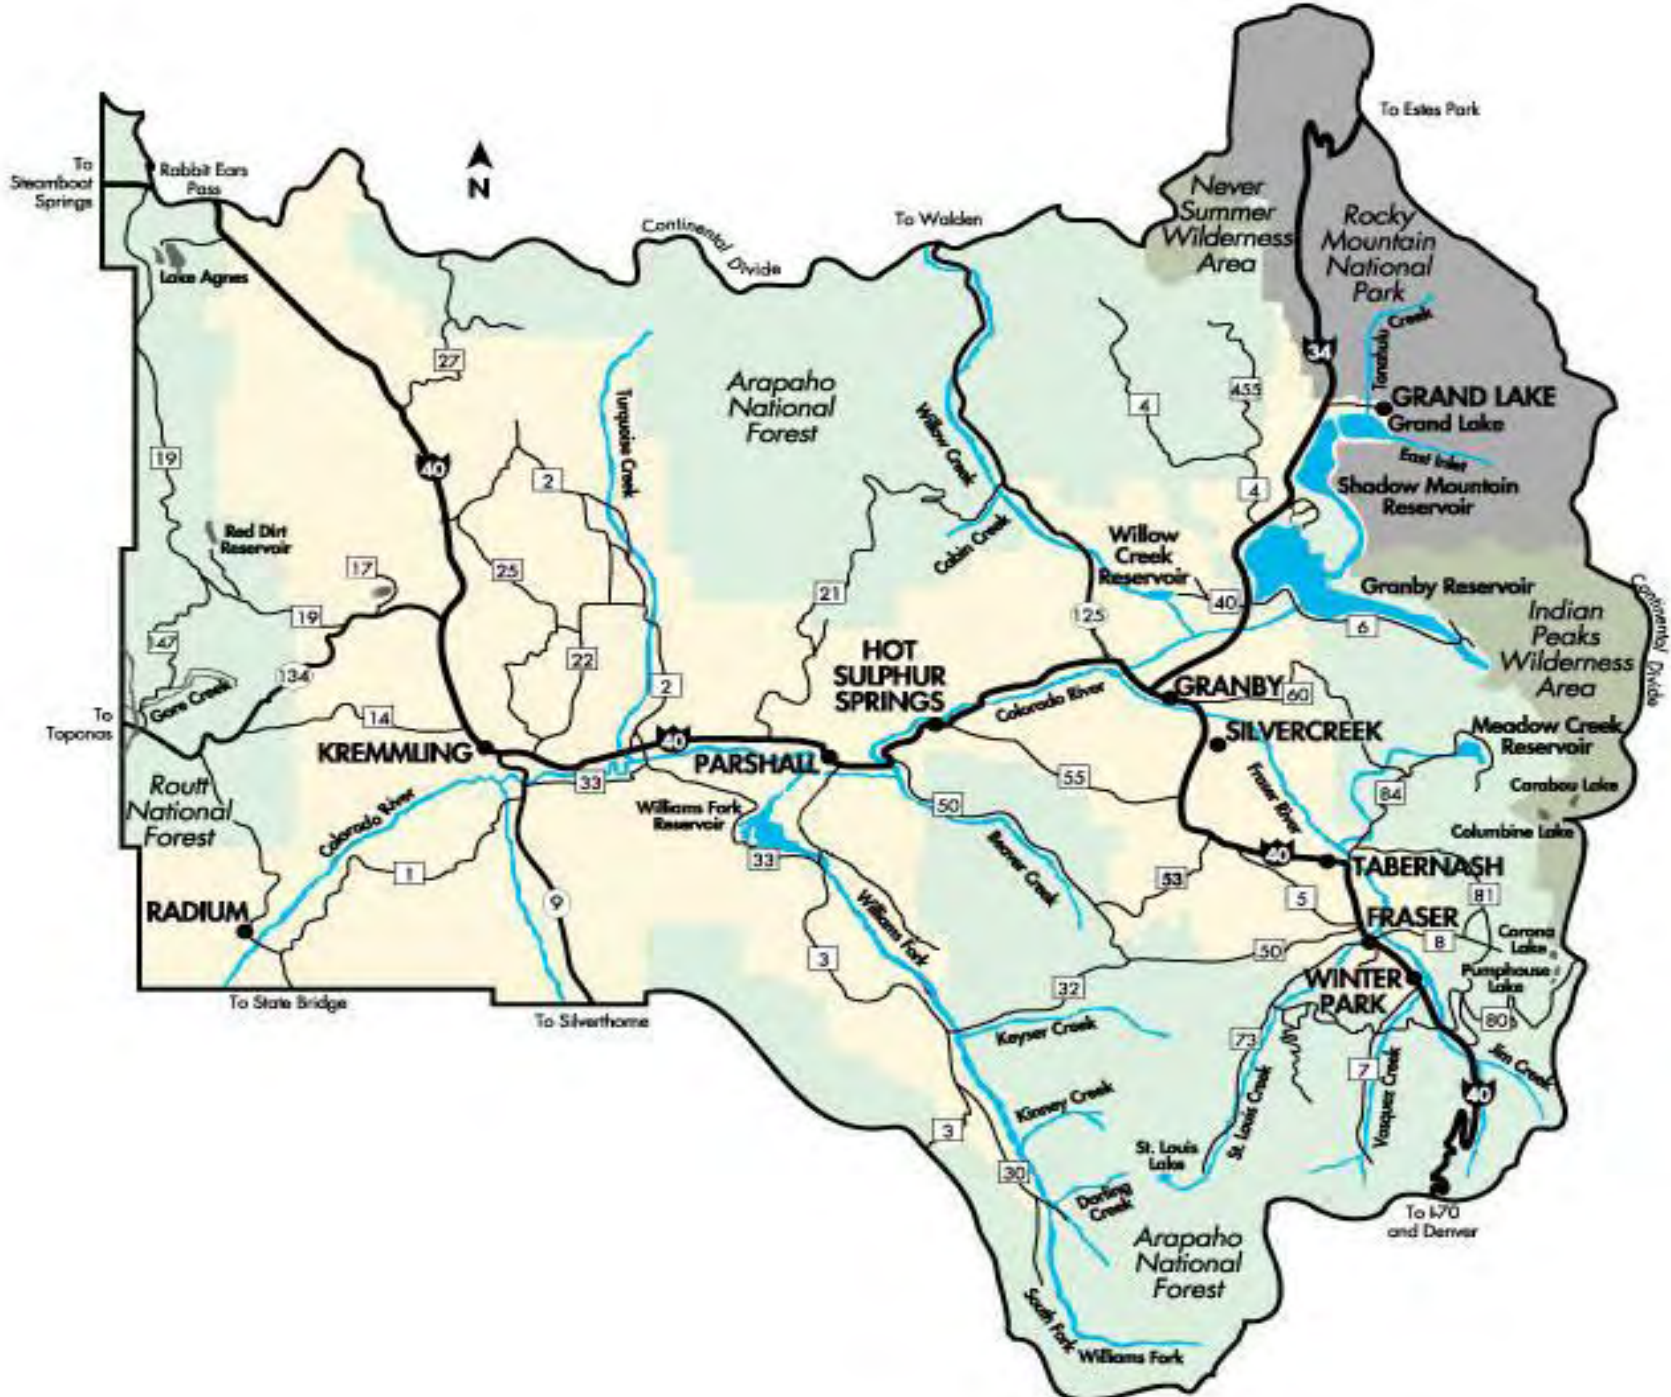 To Estes Park
To
Steamboat
Springs
Rabbit Ears
Pass
N
Continental Divide
To Walden
Never
Summer
Wilderness
Area
Rocky
Mountain
National
Park
Lake Agnes
Tonahutu Creek
34
27
Arapaho
National
Forest
4
455
GRAND LAKE
Grand Lake
Turquoise Creek
Willow Creek
East Inlet
19
40
2
4
Shadow Mountain
Reservoir
Red Dirt
Reservoir
Cabin Creek
Willow
Creek
Reservoir
17
25
21
40
Granby Reservoir
Continental Divide
19
125
6
Indian
Peaks
Wilderness
Area
147
22
HOT
SULPHUR
SPRINGS
134
Gore Creek
2
Colorado River
GRANBY
60
To
Toponas
14
40
SILVERCREEK
Meadow Creek
Reservoir
KREMMLING
PARSHALL
33
55
Fraser River
84
Carabou Lake
Routt
National
Forest
Colorado River
Williams Fork
Reservoir
50
Columbine Lake
33
Beaver Creek
40
TABERNASH
1
53
5
81
RADIUM
9
Williams Fork
FRASER
8
Corona
Lake
3
50
Pumphouse
Lake
32
WINTER
PARK
To State Bridge
To Silverthorne
Keyser Creek
73
80
7
Jim Creek
Kinney Creek
40
St. Louis Creek
Vasquez Creek
3
St. Louis
Lake
30
Darling
Creek
To I-70
and Denver
Arapaho
National
Forest
South Fork
Williams Fork